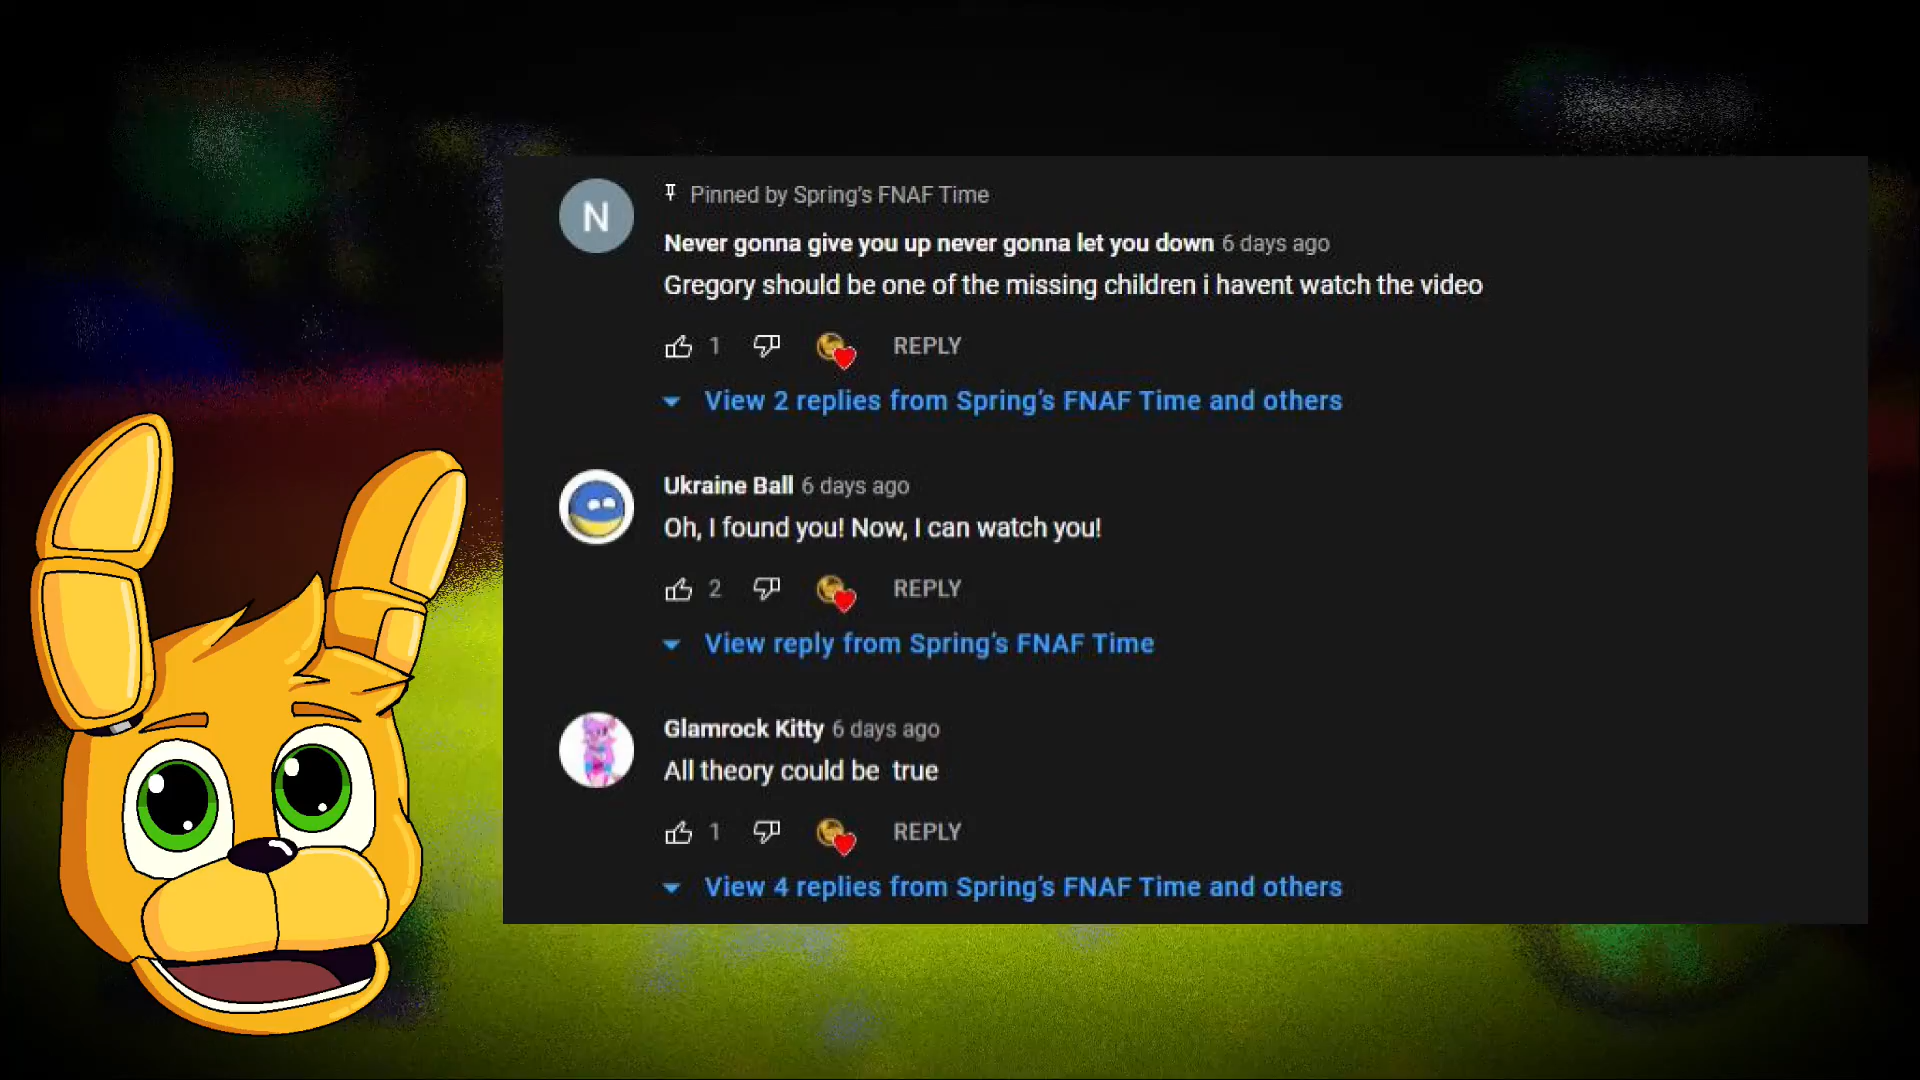 N
Pinned by Spring's FNAF Time
Never gonna give you up never gonna let you down 6 days ago
Gregory should be one of the missing children i havent watch the video
1 REPLY
View 2 replies from Spring's FNAF Time and others
Ukraine Ball 6 days ago
Oh, I found you! Now, I can watch you!
2 REPLY
View reply from Spring's FNAF Time
Glamrock Kitty 6 days ago
All theory could be  true
1 REPLY
View 4 replies from Spring's FNAF Time and others